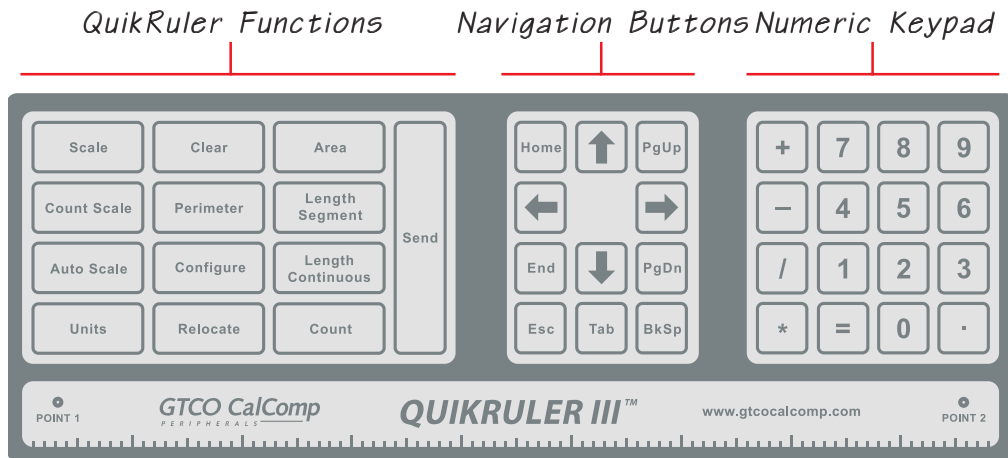 QuikRuler Functions
Navigation Buttons
Numeric Keypad
Scale
Clear
Area
Count Scale
Perimeter
Length
Segment
Auto Scale
Configure
Length
Continuous
Units
Relocate
Count
Send
Home
PgUp
End
PgDn
Esc
Tab
BkSp
+ 7 8 9
– 4 5 6
/ 1 2 3
* = 0 .
POINT 1
GTCO CalComp
PERIPHERALS
QUIKRULER III™
www.gtcocalcomp.com
POINT 2